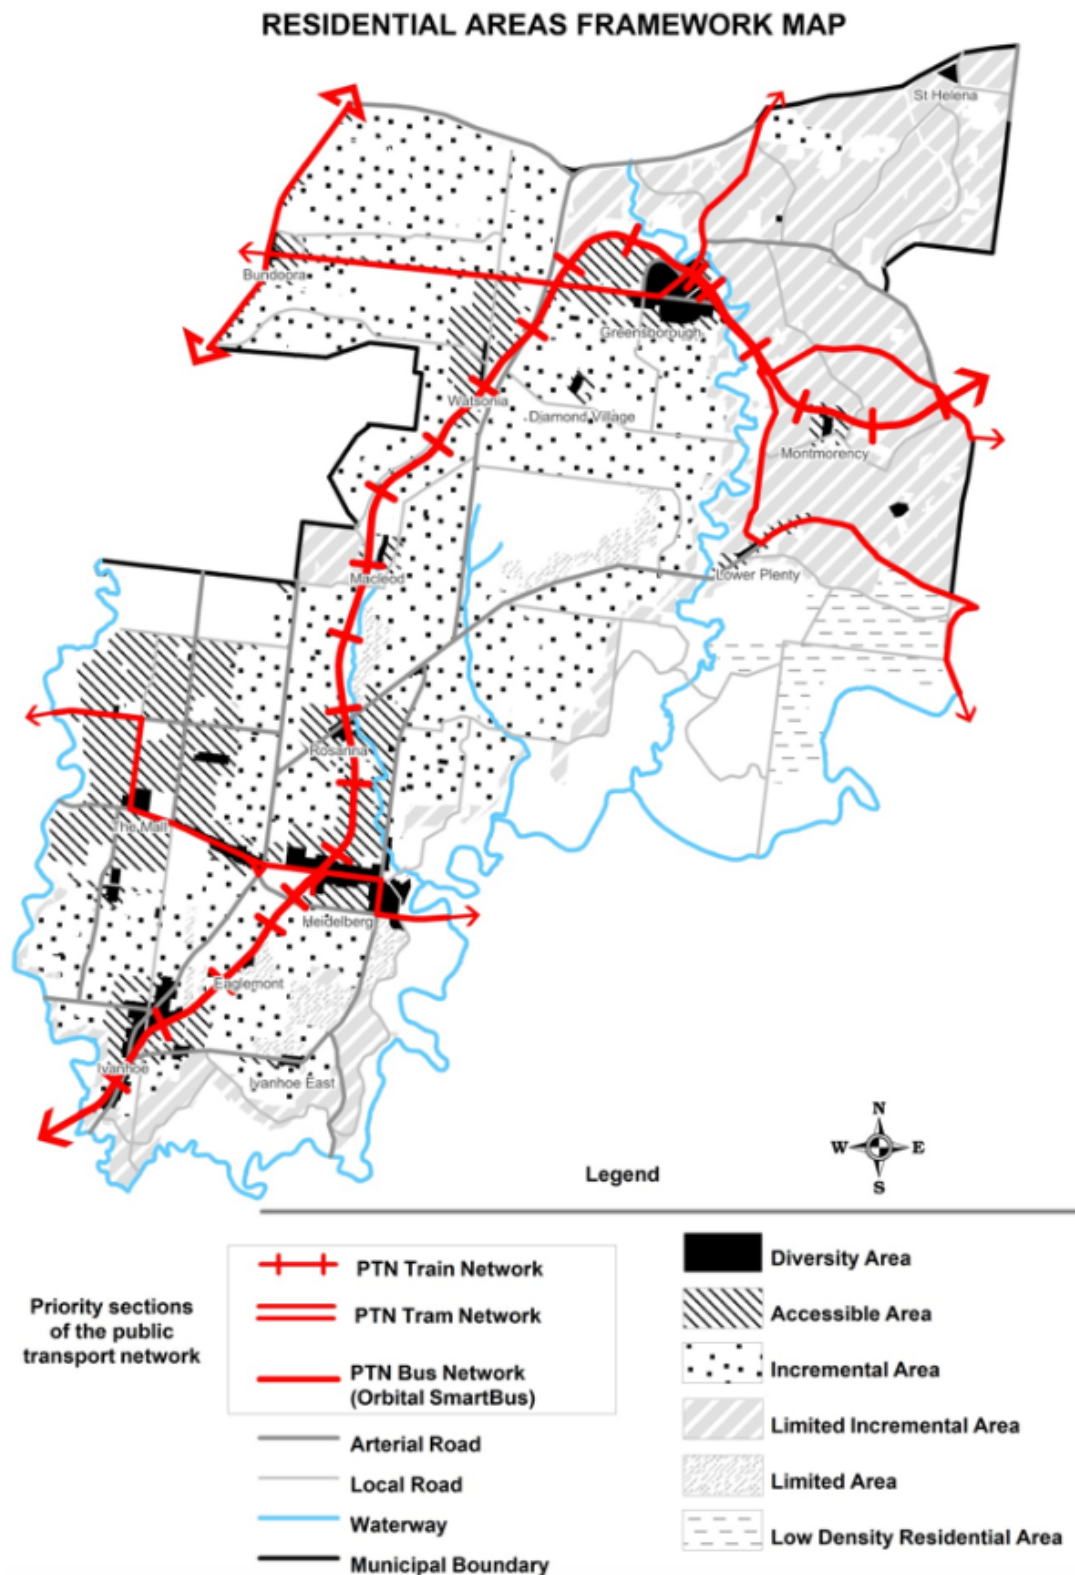 RESIDENTIAL AREAS FRAMEWORK MAP
St Helena
Bundoora
Greensborough
Watsonia
Diamond Village
Montmorency
Macleod
Lower Plenty
Rosanna
The Mall
Heidelberg
Eaglemont
Ivanhoe
Ivanhoe East
N
W E
S
Legend
Priority sections
of the public
transport network
PTN Train Network
PTN Tram Network
PTN Bus Network
(Orbital SmartBus)
Arterial Road
Local Road
Waterway
Municipal Boundary
Diversity Area
Accessible Area
Incremental Area
Limited Incremental Area
Limited Area
Low Density Residential Area